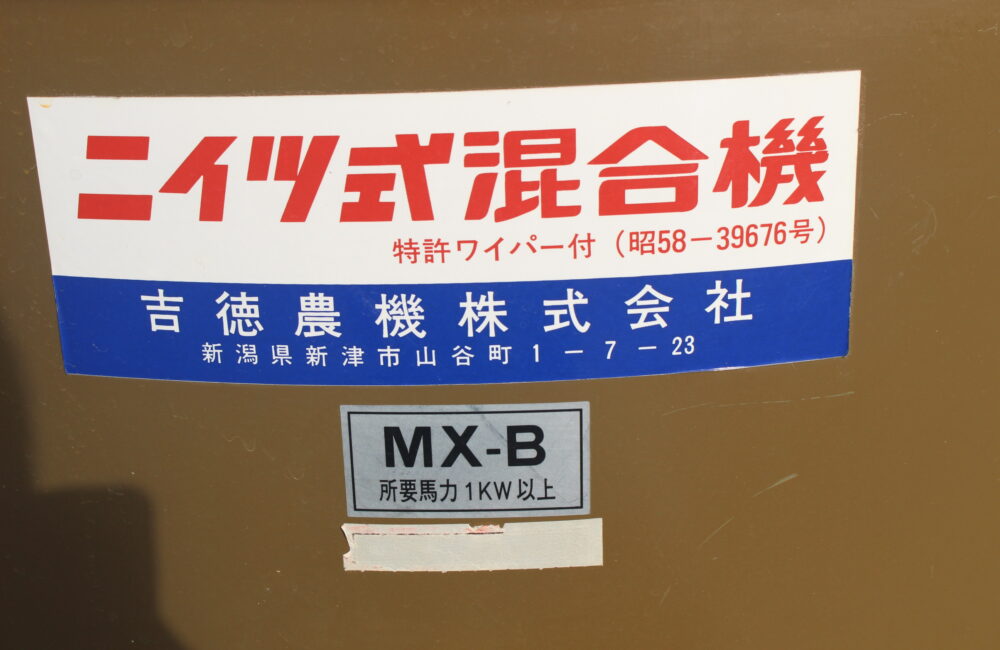 ニイツ式混合機
特許ワイパー付（昭58－39676号）
吉徳農機株式会社
新潟県新津市山谷町1－7－23
MX-B
所要馬力1KW以上